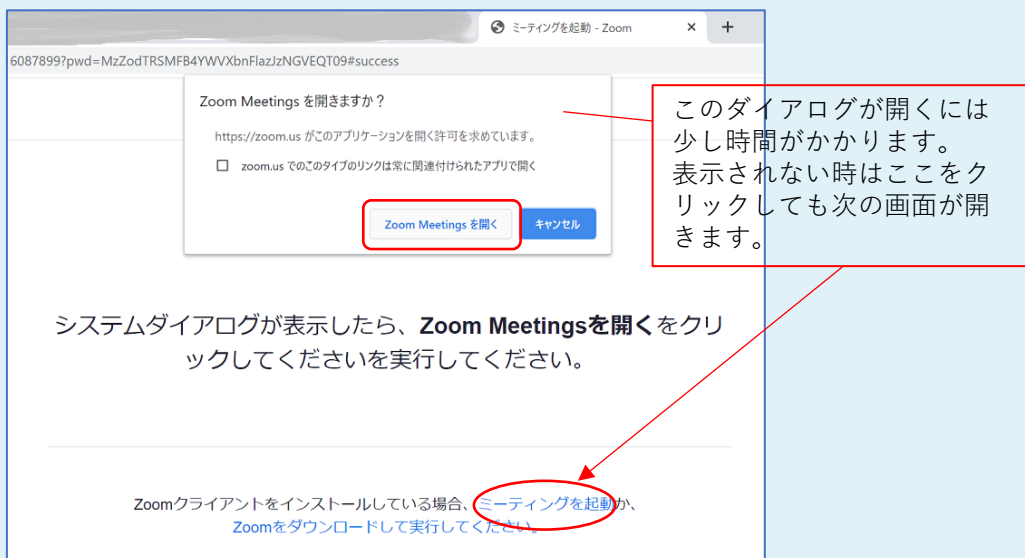 ミーティングを起動 - Zoom
6087899?pwd=MzZodTRSMFB4YWVXbnFlazJzNGVEQT09#success
Zoom Meetings を開きますか？
https://zoom.us がこのアプリケーションを開く許可を求めています。
zoom.us でのこのタイプのリンクは常に関連付けられたアプリで開く
Zoom Meetings を開く
キャンセル
このダイアログが開くには
少し時間がかかります。
表示されない時はここをク
リックしても次の画面が開
きます。
システムダイアログが表示したら、Zoom Meetingsを開くをクリ
ックしてくださいを実行してください。
Zoomクライアントをインストールしている場合、ミーティングを起動か、
Zoomをダウンロードして実行してください。